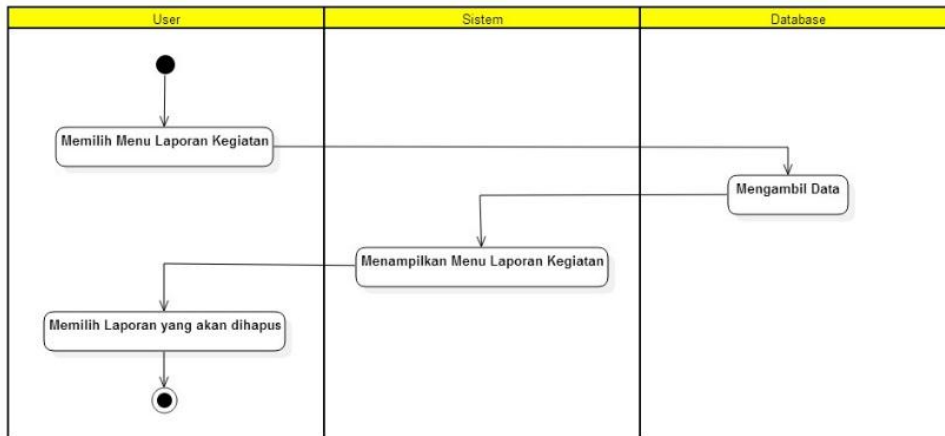 User
Sistem
Database
Memilih Menu Laporan Kegiatan
Mengambil Data
Menampilkan Menu Laporan Kegiatan
Memilih Laporan yang akan dihapus